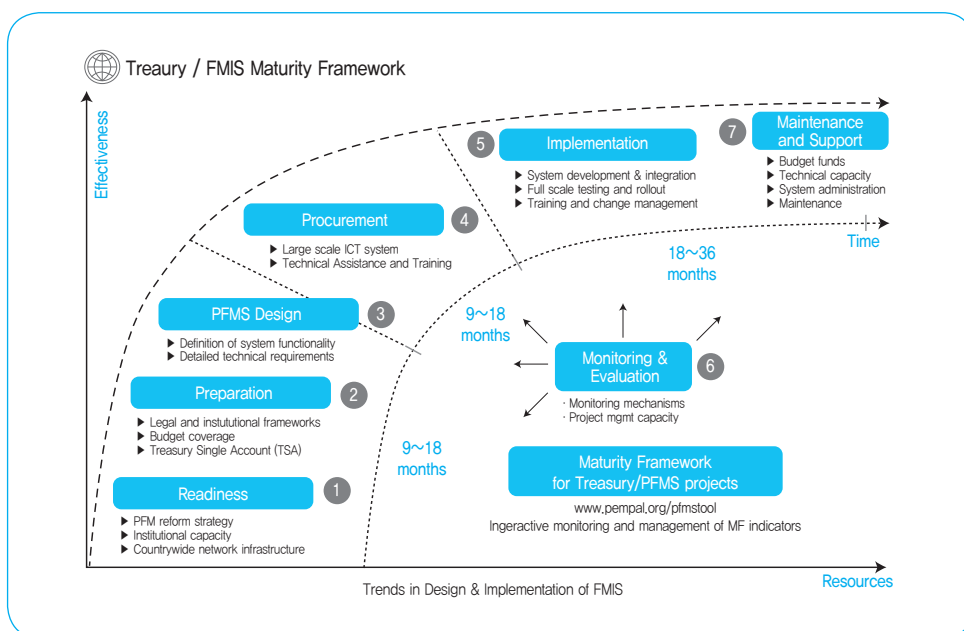 Treaury / FMIS Maturity Framework
Effectiveness
7
Maintenance
and Support
▶ Budget funds
▶ Technical capacity
▶ System administration
▶ Maintenance
5
Implementation
▶ System development & integration
▶ Full scale testing and rollout
▶ Training and change management
Procurement
4
▶ Large scale ICT system
▶ Technical Assistance and Training
Time
18~36
months
PFMS Design
3
▶ Definition of system functionality
▶ Detailed technical requirements
9~18
months
Monitoring &
Evaluation
6
· Monitoring mechanisms
· Project mgmt capacity
Preparation
2
▶ Legal and instutional frameworks
▶ Budget coverage
▶ Treasury Single Account (TSA)
9~18
months
Maturity Framework
for Treasury/PFMS projects
www.pempal.org/pfmstool
Ingeractive monitoring and management of MF indicators
Readiness
1
▶ PFM reform strategy
▶ Institutional capacity
▶ Countrywide network infrastructure
Resources
Trends in Design & Implementation of FMIS